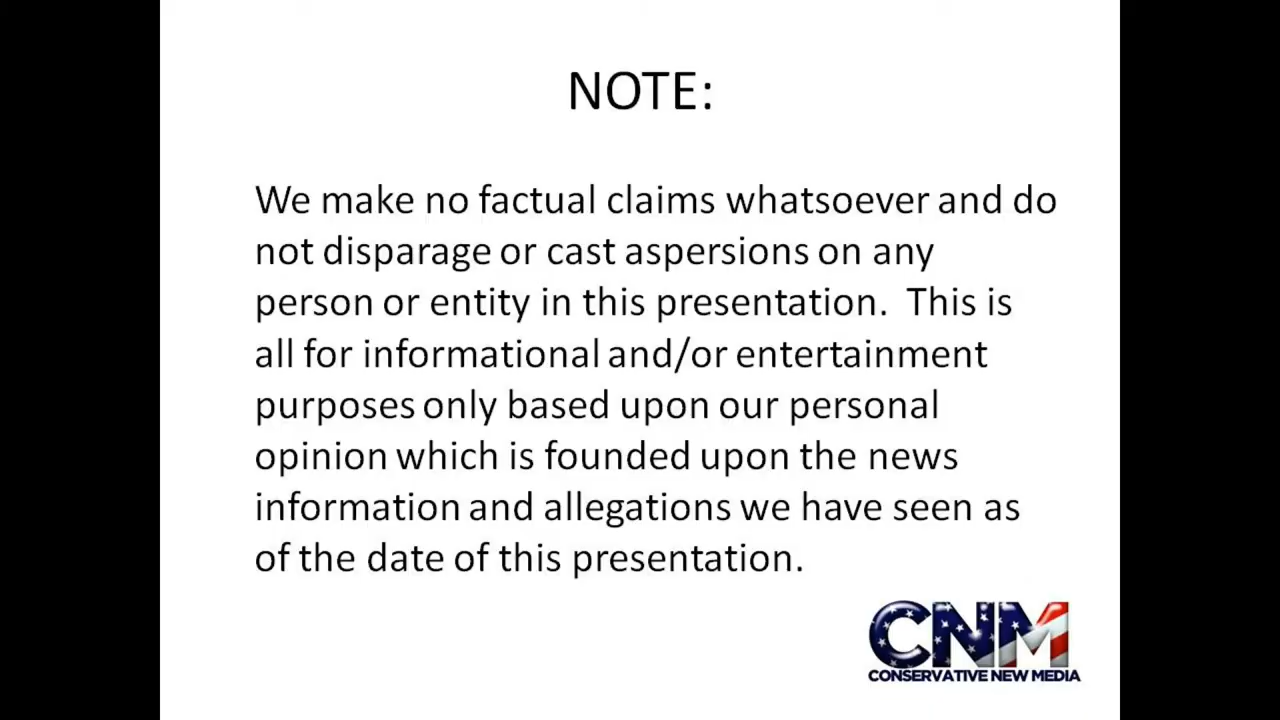 NOTE:
We make no factual claims whatsoever and do
not disparage or cast aspersions on any
person or entity in this presentation.  This is
all for informational and/or entertainment
purposes only based upon our personal
opinion which is founded upon the news
information and allegations we have seen as
of the date of this presentation.
CNM
CONSERVATIVE NEW MEDIA